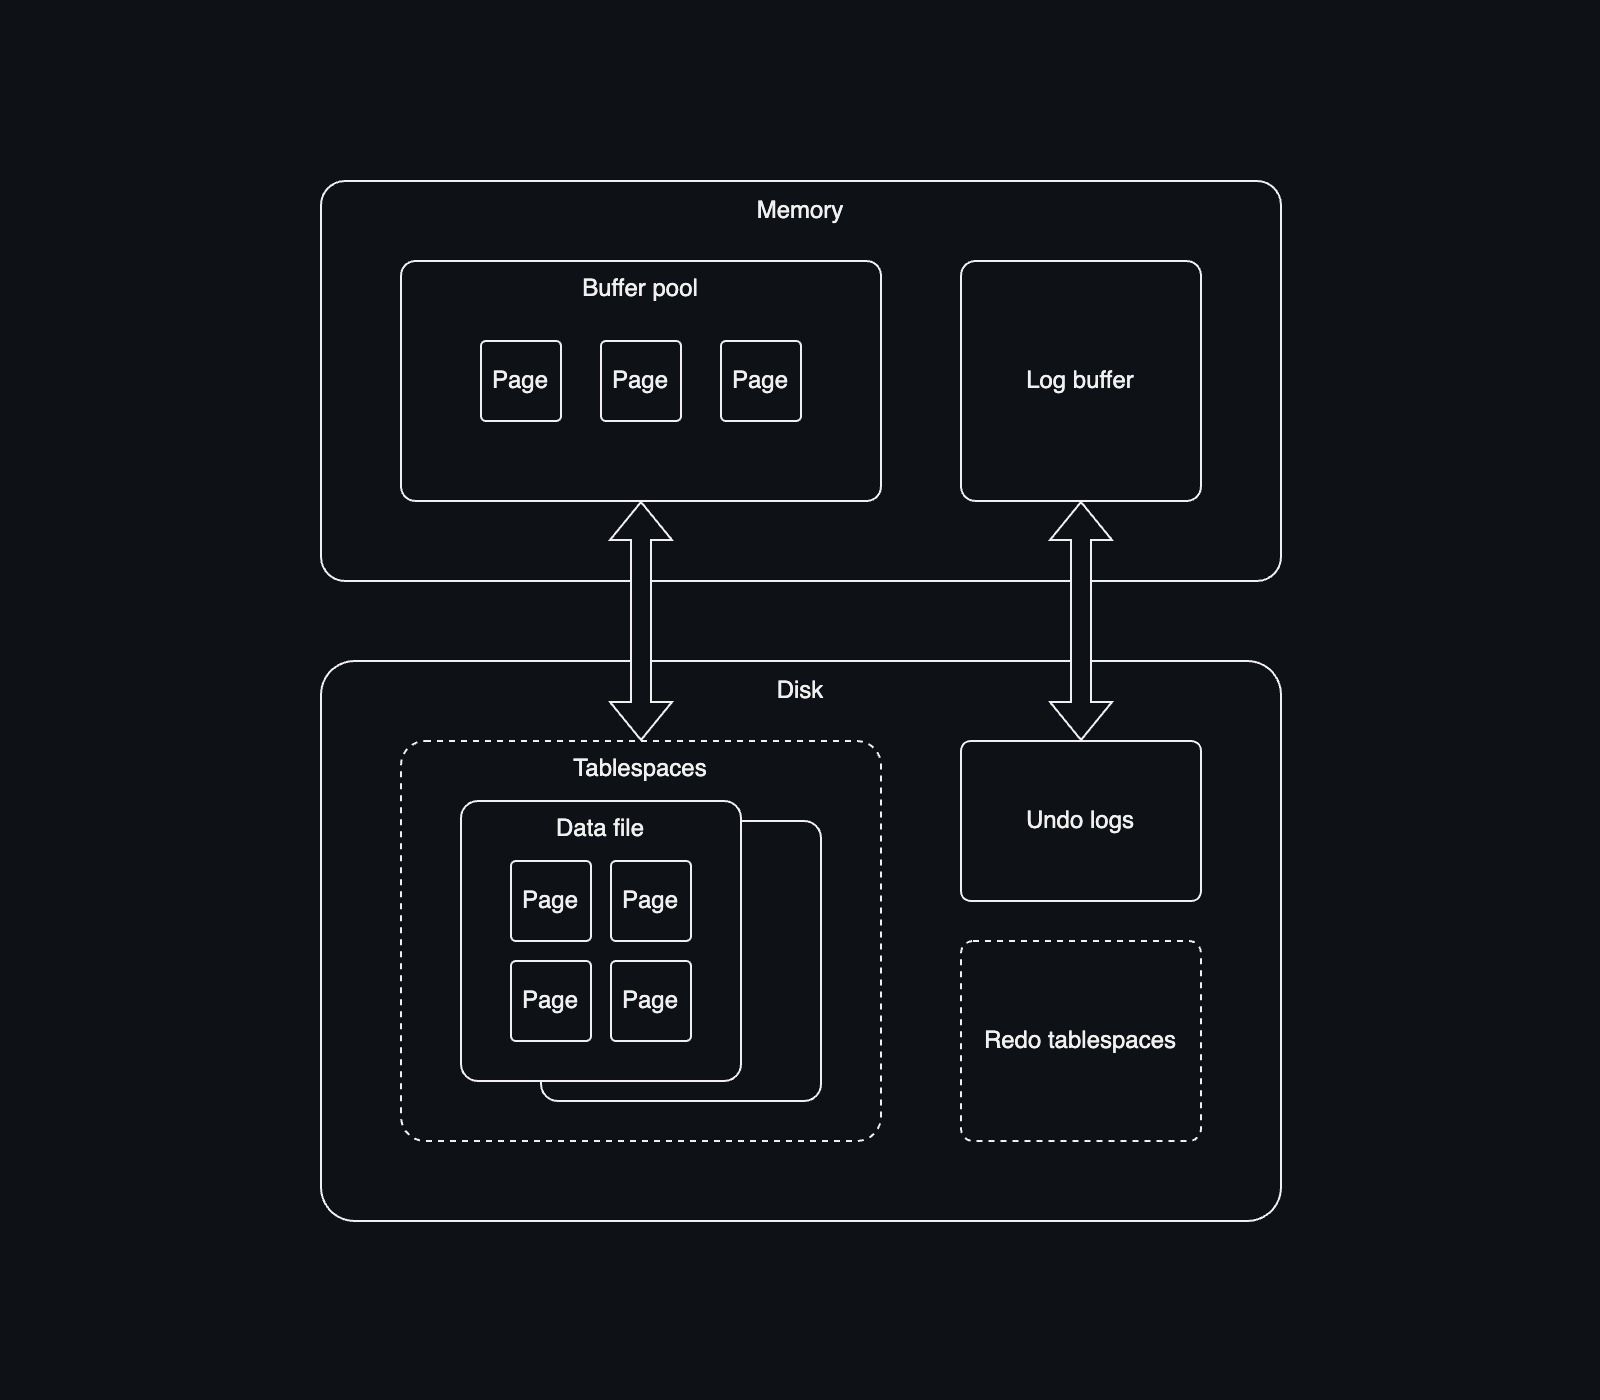 Memory
Buffer pool
Page Page Page
Log buffer
Disk
Tablespaces
Data file
Page Page
Page Page
Undo logs
Redo tablespaces